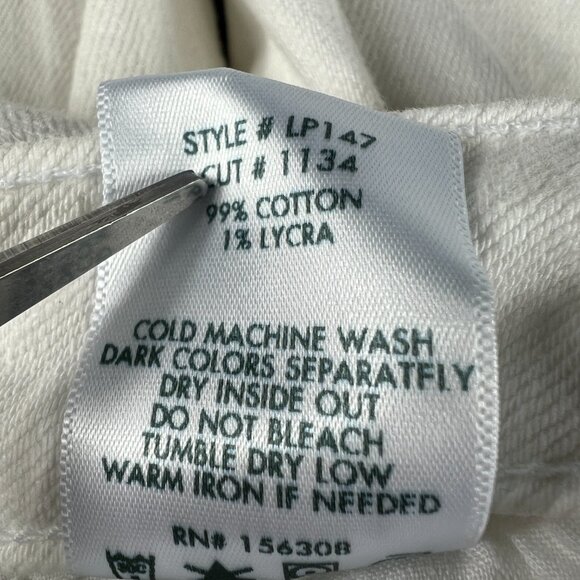 STYLE # LP147
CUT # 1134
99% COTTON
1% LYCRA
COLD MACHINE WASH
DARK COLORS SEPARATFLY
DRY INSIDE OUT
DO NOT BLEACH
TUMBLE DRY LOW
WARM IRON IF NEEDED
RN# 156308